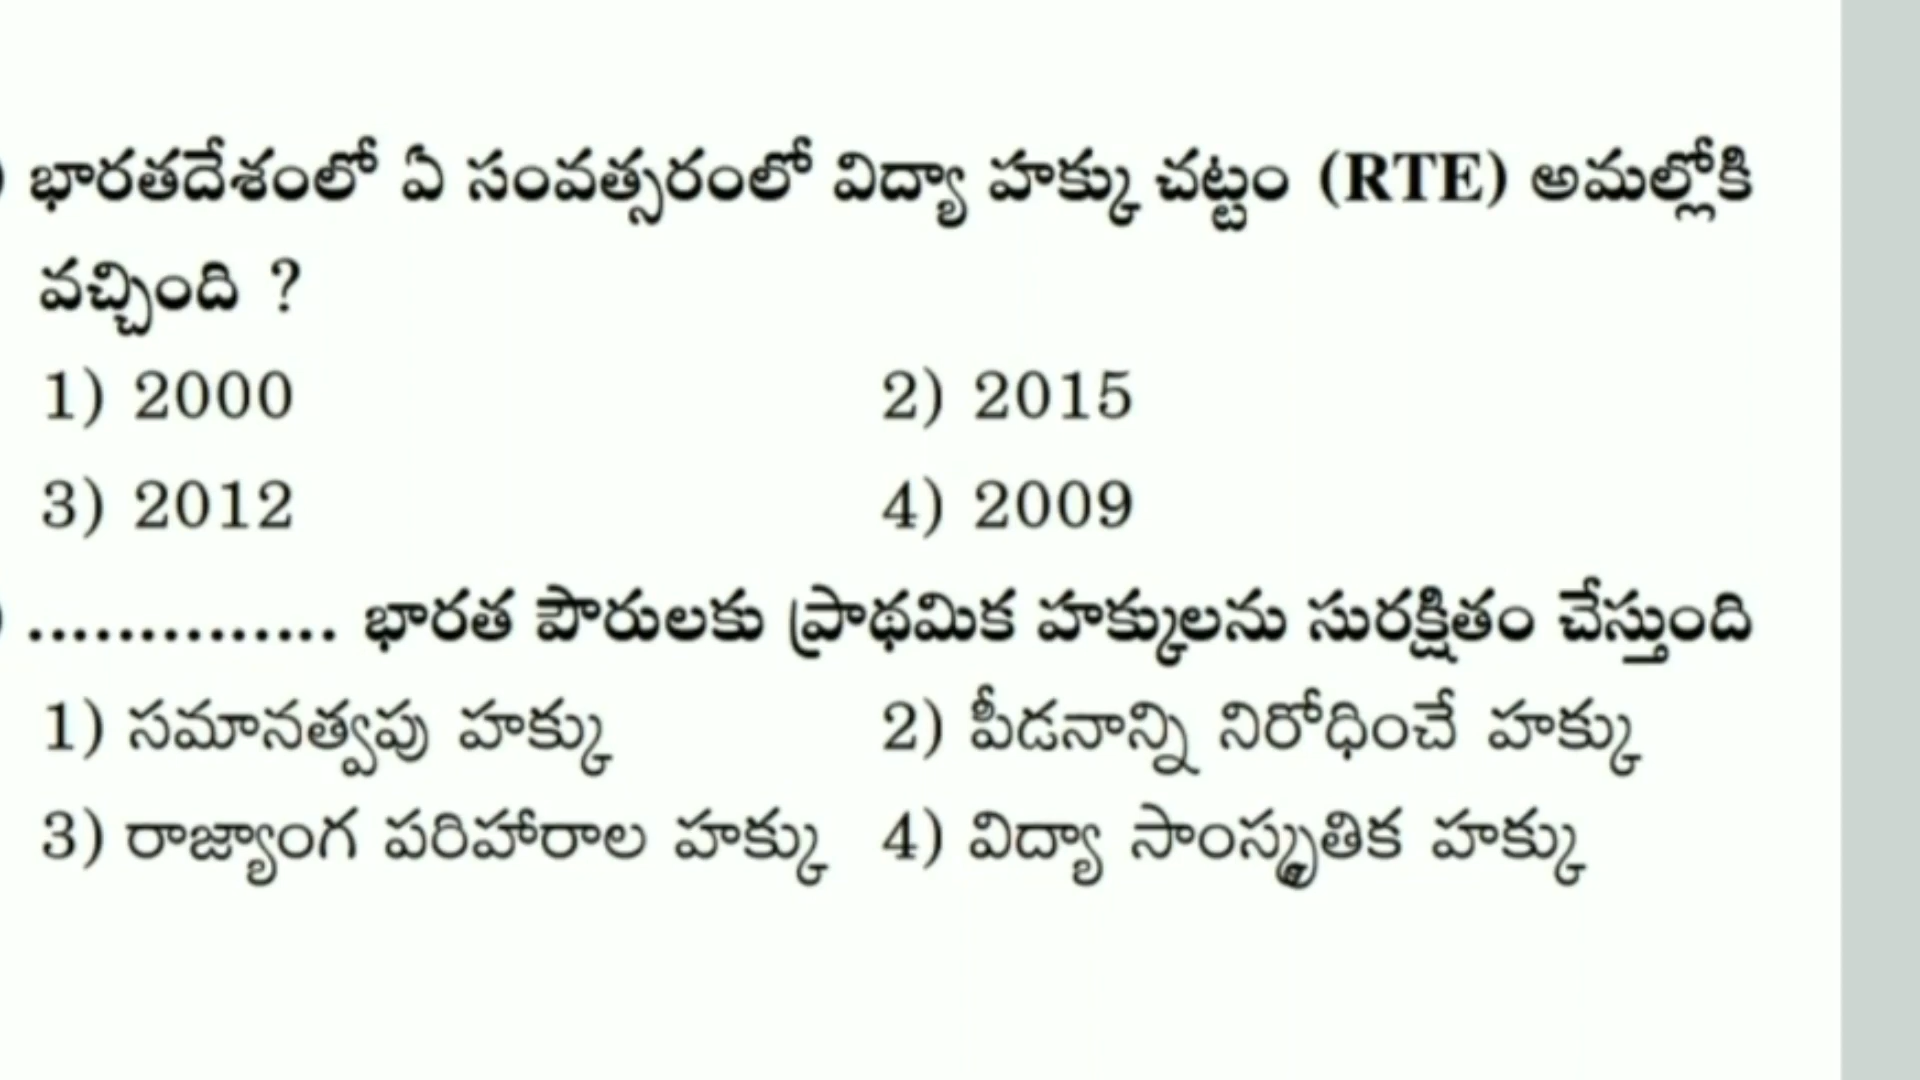 ) భారతదేశంలో ఏ సంవత్సరంలో విద్యా హక్కు చట్టం (RTE) అమల్లోకి
వచ్చింది ?
1) 2000 2) 2015
3) 2012 4) 2009
) .............. భారత పౌరులకు ప్రాథమిక హక్కులను సురక్షితం చేస్తుంది
1) సమానత్వపు హక్కు 2) పీడనాన్ని నిరోధించే హక్కు
3) రాజ్యాంగ పరిహారాల హక్కు 4) విద్యా సాంస్కృతిక హక్కు